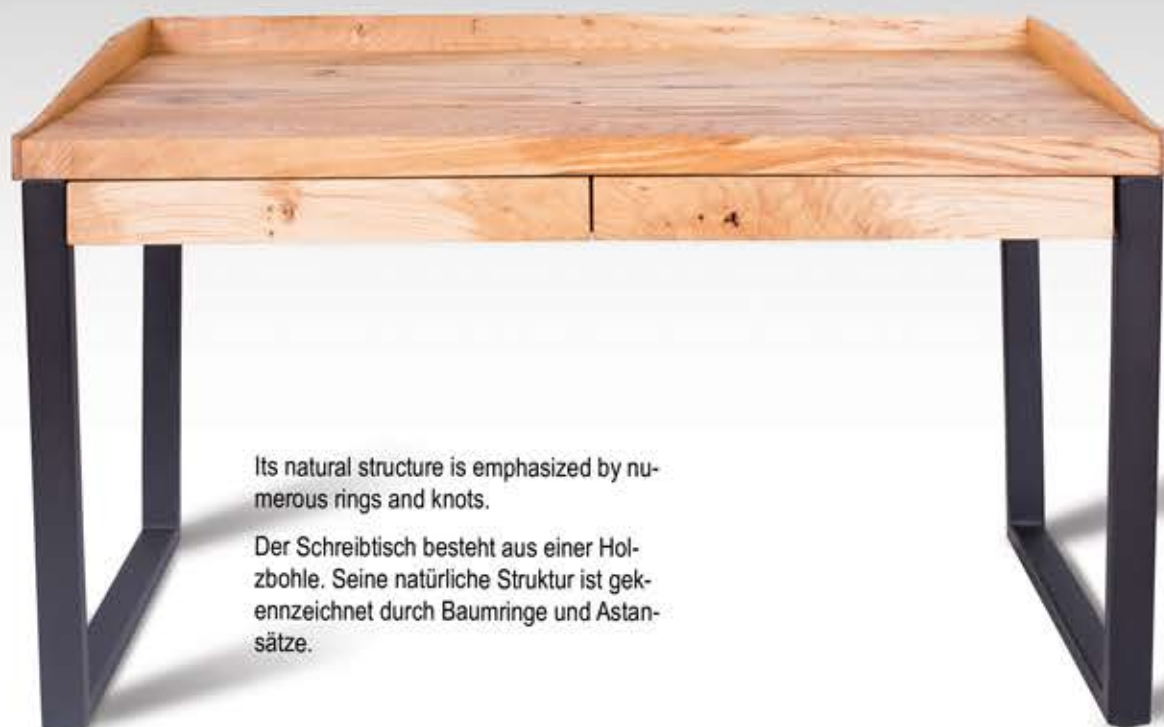 Its natural structure is emphasized by nu-
merous rings and knots.
Der Schreibtisch besteht aus einer Hol-
zbohle. Seine natürliche Struktur ist gek-
ennzeichnet durch Baumringe und Astan-
sätze.